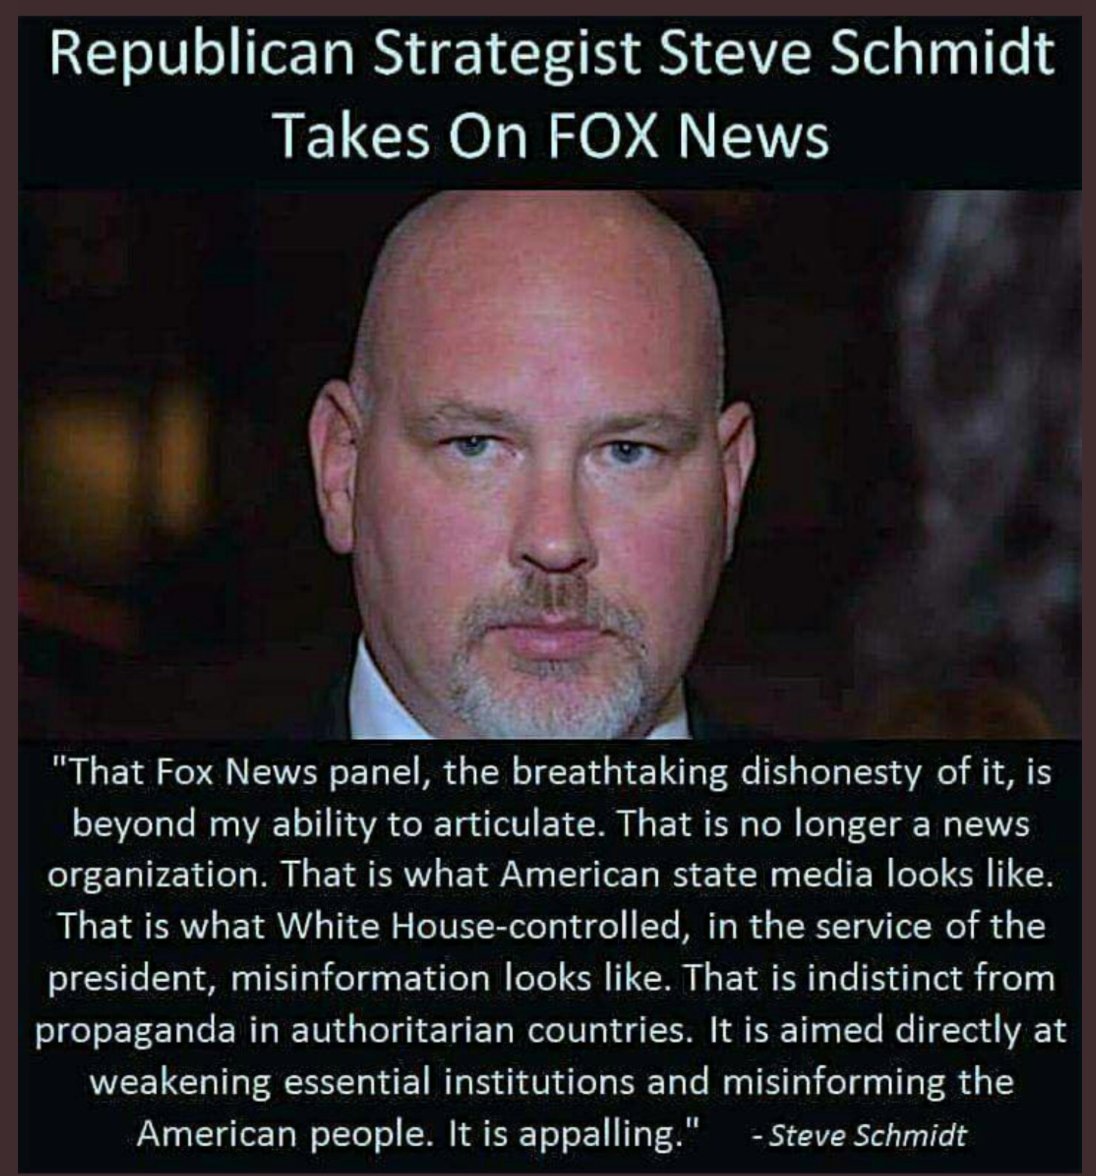 Republican Strategist Steve Schmidt
Takes On FOX News
"That Fox News panel, the breathtaking dishonesty of it, is
beyond my ability to articulate. That is no longer a news
organization. That is what American state media looks like.
That is what White House-controlled, in the service of the
president, misinformation looks like. That is indistinct from
propaganda in authoritarian countries. It is aimed directly at
weakening essential institutions and misinforming the
American people. It is appalling." - Steve Schmidt